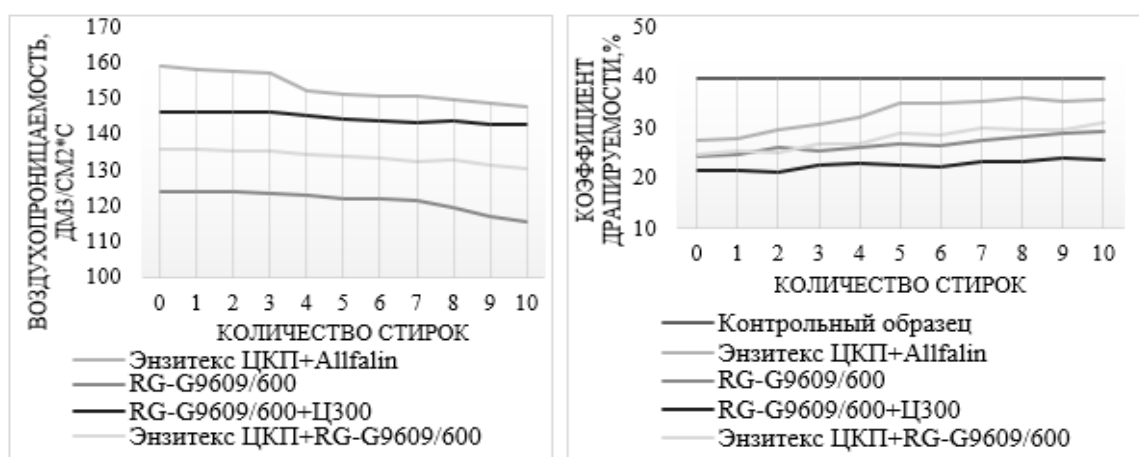 ВОЗДУХОПРОНИЦАЕМОСТЬ,
ДМ3/СМ2*С
170
160
150
140
130
120
110
100
0 1 2 3 4 5 6 7 8 9 10
КОЛИЧЕСТВО СТИРОК
Энзитекс ЦКП+Allfalin
RG-G9609/600
RG-G9609/600+Ц300
Энзитекс ЦКП+RG-G9609/600
КОЭФФИЦИЕНТ
ДРАПИРУЕМОСТИ,%
50
40
30
20
10
0 1 2 3 4 5 6 7 8 9 10
КОЛИЧЕСТВО СТИРОК
Контрольный образец
Энзитекс ЦКП+Allfalin
RG-G9609/600
RG-G9609/600+Ц300
Энзитекс ЦКП+RG-G9609/600